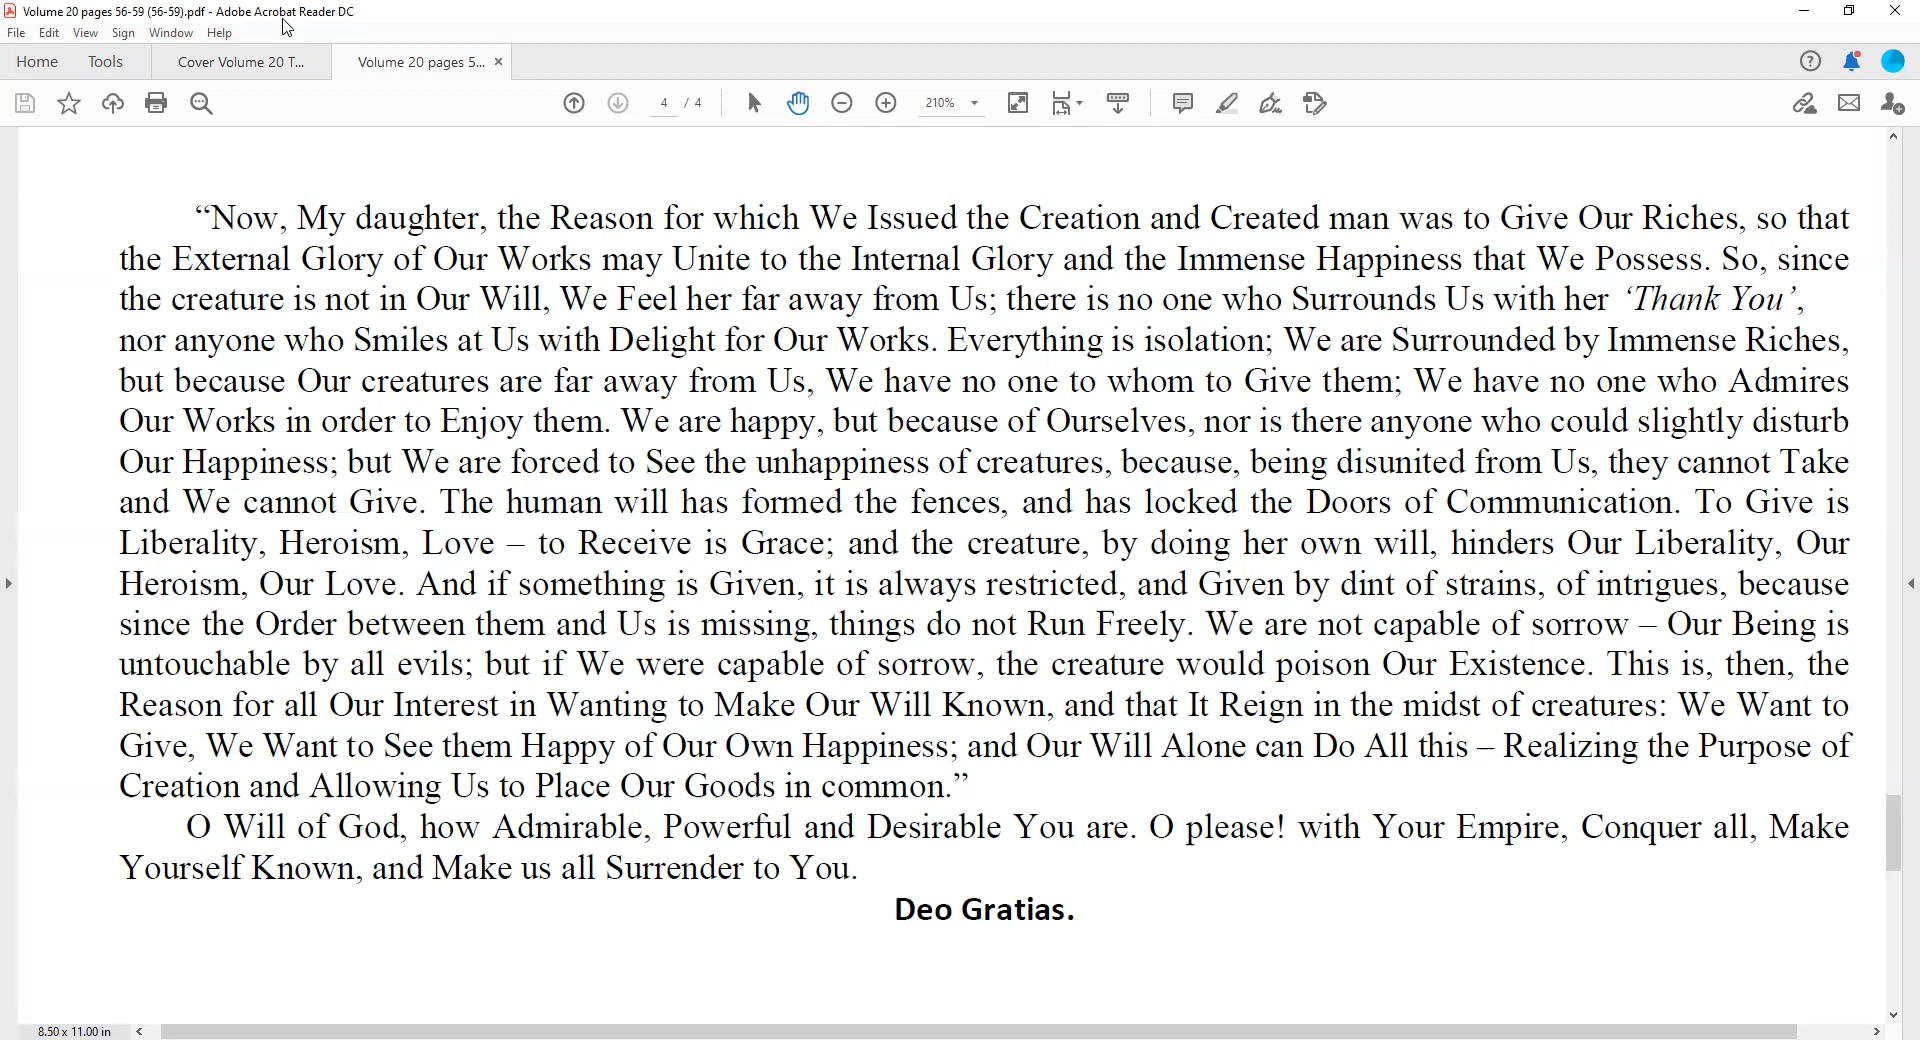 Volume 20 pages 56-59 (56-59).pdf - Adobe Acrobat Reader DC
File Edit View Sign Window Help
Home Tools Cover Volume 20 T... Volume 20 pages 5... ×
4 / 4 210%
“Now, My daughter, the Reason for which We Issued the Creation and Created man was to Give Our Riches, so that
the External Glory of Our Works may Unite to the Internal Glory and the Immense Happiness that We Possess. So, since
the creature is not in Our Will, We Feel her far away from Us; there is no one who Surrounds Us with her ‘Thank You’,
nor anyone who Smiles at Us with Delight for Our Works. Everything is isolation; We are Surrounded by Immense Riches,
but because Our creatures are far away from Us, We have no one to whom to Give them; We have no one who Admires
Our Works in order to Enjoy them. We are happy, but because of Ourselves, nor is there anyone who could slightly disturb
Our Happiness; but We are forced to See the unhappiness of creatures, because, being disunited from Us, they cannot Take
and We cannot Give. The human will has formed the fences, and has locked the Doors of Communication. To Give is
Liberality, Heroism, Love – to Receive is Grace; and the creature, by doing her own will, hinders Our Liberality, Our
Heroism, Our Love. And if something is Given, it is always restricted, and Given by dint of strains, of intrigues, because
since the Order between them and Us is missing, things do not Run Freely. We are not capable of sorrow – Our Being is
untouchable by all evils; but if We were capable of sorrow, the creature would poison Our Existence. This is, then, the
Reason for all Our Interest in Wanting to Make Our Will Known, and that It Reign in the midst of creatures: We Want to
Give, We Want to See them Happy of Our Own Happiness; and Our Will Alone can Do All this – Realizing the Purpose of
Creation and Allowing Us to Place Our Goods in common.”
O Will of God, how Admirable, Powerful and Desirable You are. O please! with Your Empire, Conquer all, Make
Yourself Known, and Make us all Surrender to You.
Deo Gratias.
8.50 x 11.00 in